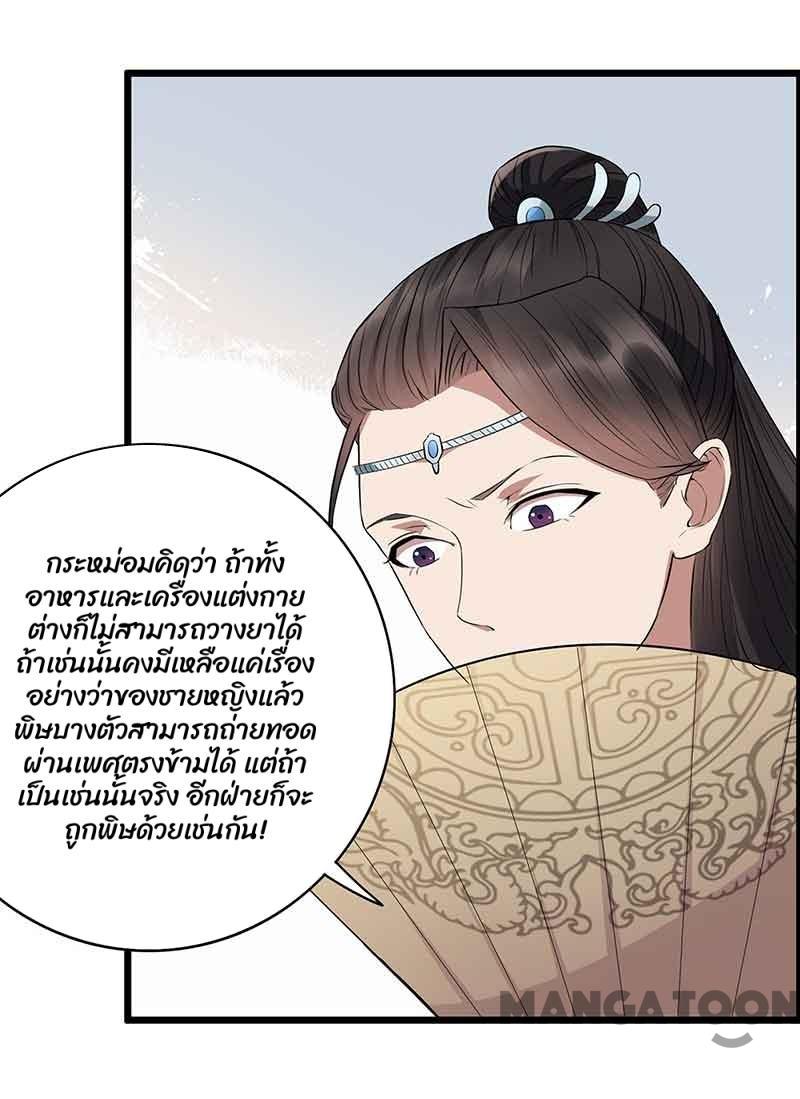 กระหม่อมคิดว่า ถ้าทั้ง
อาหารและเครื่องแต่งกาย
ต่างก็ไม่สามารถวางยาได้
ถ้าเช่นนั้นคงมีเหลือแค่เรื่อง
อย่างว่าของชายหญิงแล้ว
พิษบางตัวสามารถถ่ายทอด
ผ่านเพศตรงข้ามได้ แต่ถ้า
เป็นเช่นนั้นจริง อีกฝ่ายก็จะ
ถูกพิษด้วยเช่นกัน!
MANGATOON